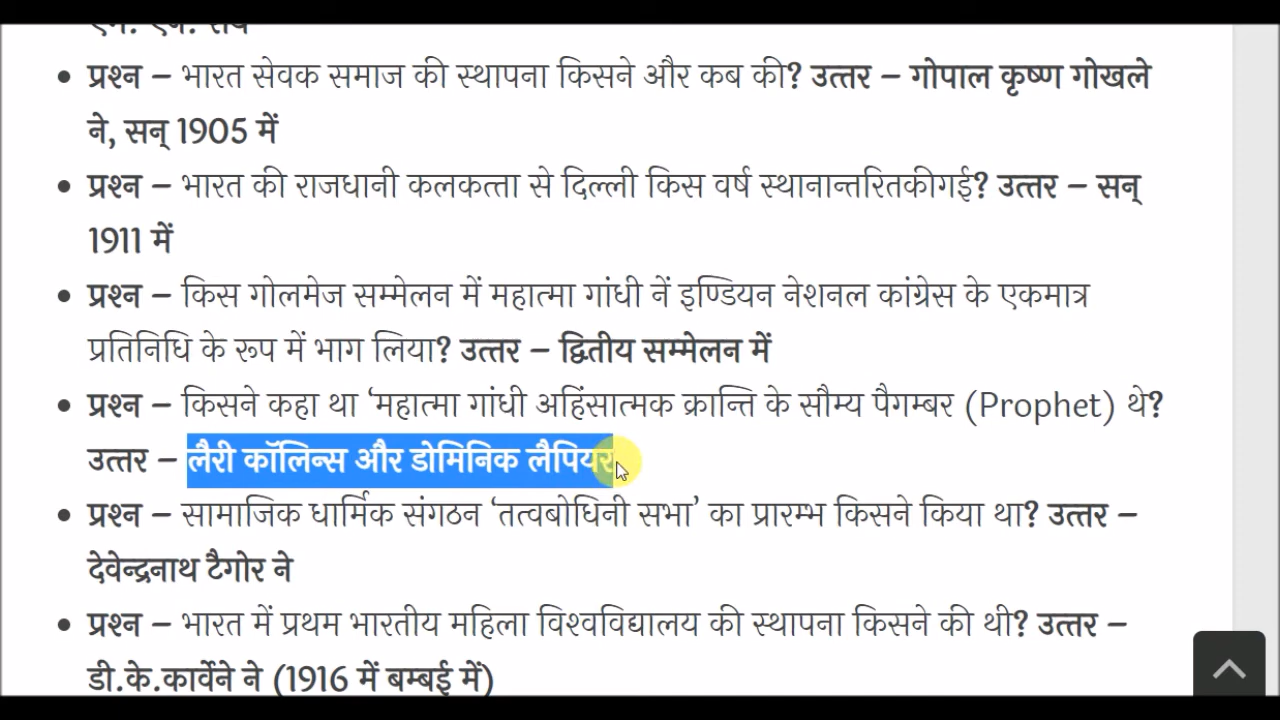 • प्रश्न – भारत सेवक समाज की स्थापना किसने और कब की? उत्तर – गोपाल कृष्ण गोखले
ने, सन् 1905 में
• प्रश्न – भारत की राजधानी कलकत्ता से दिल्ली किस वर्ष स्थानान्तरितकीगई? उत्तर – सन्
1911 में
• प्रश्न – किस गोलमेज सम्मेलन में महात्मा गांधी नें इण्डियन नेशनल कांग्रेस के एकमात्र
प्रतिनिधि के रूप में भाग लिया? उत्तर – द्वितीय सम्मेलन में
• प्रश्न – किसने कहा था ‘महात्मा गांधी अहिंसात्मक क्रान्ति के सौम्य पैगम्बर (Prophet) थे?
उत्तर – लैरी कॉलिन्स और डोमिनिक लैपियर
• प्रश्न – सामाजिक धार्मिक संगठन ‘तत्वबोधिनी सभा’ का प्रारम्भ किसने किया था? उत्तर –
देवेन्द्रनाथ टैगोर ने
• प्रश्न – भारत में प्रथम भारतीय महिला विश्वविद्यालय की स्थापना किसने की थी? उत्तर –
डी.के.कार्वेने ने (1916 में बम्बई में)